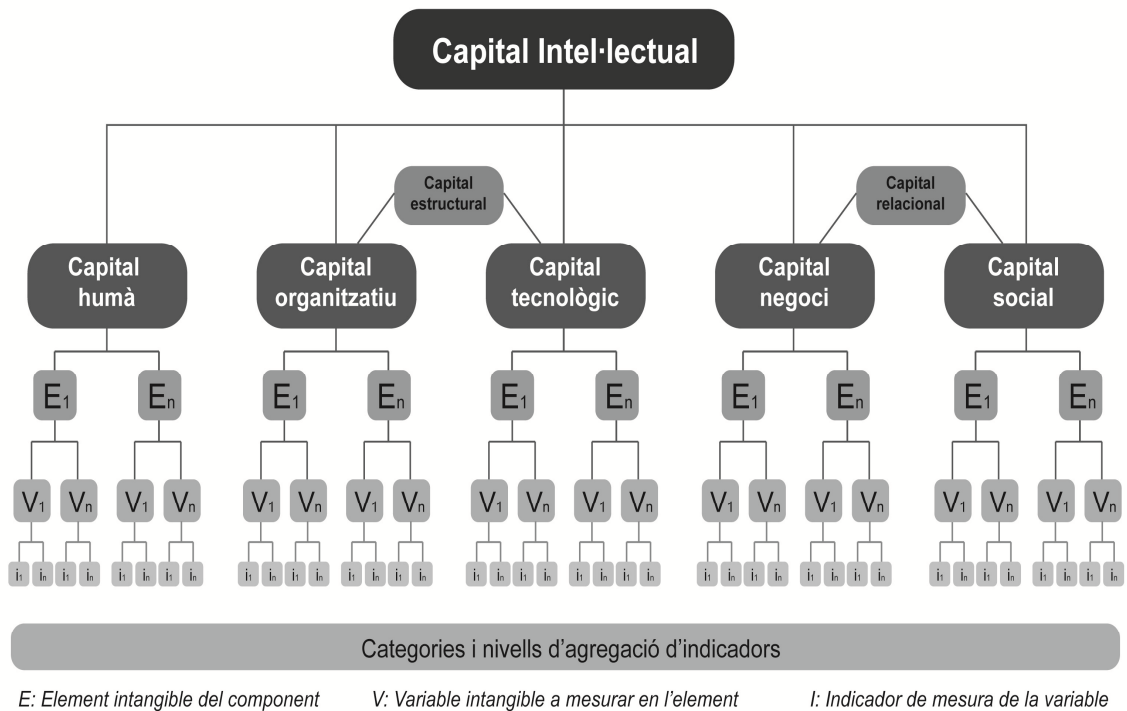 Capital Intel·lectual
Capital
estructural
Capital
relacional
Capital
humà
Capital
organitzatiu
Capital
tecnològic
Capital
negoci
Capital
social
E1 En E1 En E1 En E1 En E1 En
V1 Vn V1 Vn V1 Vn V1 Vn V1 Vn V1 Vn V1 Vn V1 Vn V1 Vn V1 Vn
i1 in i1 in i1 in i1 in i1 in i1 in i1 in i1 in i1 in i1 in i1 in i1 in i1 in i1 in i1 in i1 in i1 in i1 in i1 in i1 in
Categories i nivells d’agregació d’indicadors
E: Element intangible del component V: Variable intangible a mesurar en l’element I: Indicador de mesura de la variable